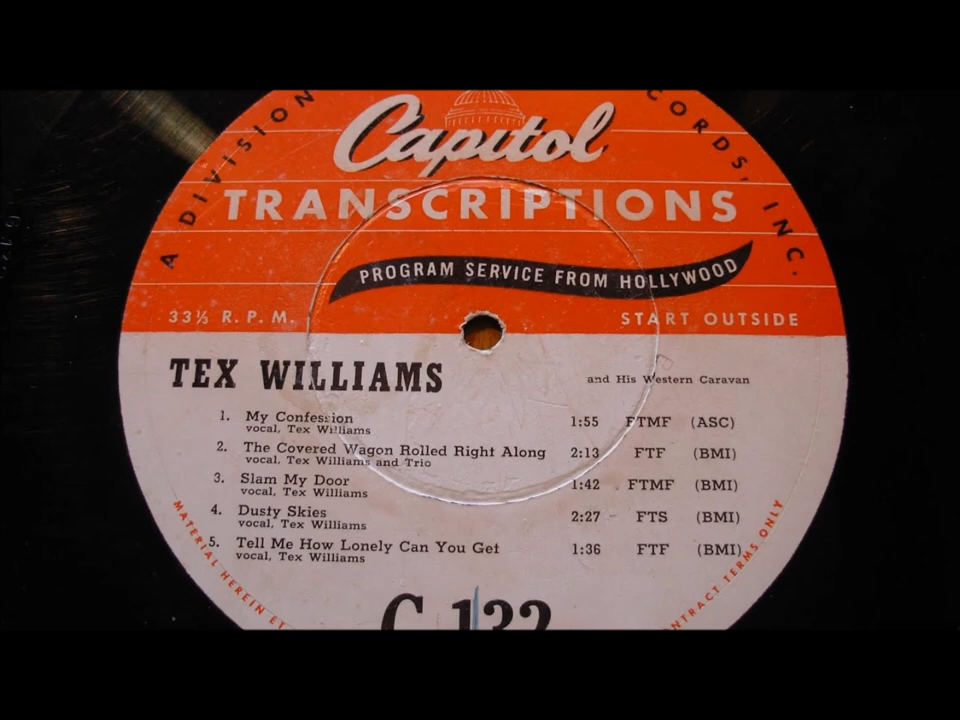 A DIVISION
CORDS, INC.
Capitol
TRANSCRIPTIONS
PROGRAM SERVICE FROM HOLLYWOOD
33⅓ R.P.M.
START OUTSIDE
TEX WILLIAMS and His Western Caravan
1. My Confession 1:55 FTMF (ASC)
vocal, Tex Williams
2. The Covered Wagon Rolled Right Along 2:13 FTF (BMI)
vocal, Tex Williams and Trio
3. Slam My Door 1:42 FTMF (BMI)
vocal, Tex Williams
4. Dusty Skies 2:27 FTS (BMI)
vocal, Tex Williams
5. Tell Me How Lonely Can You Get 1:36 FTF (BMI)
vocal, Tex Williams
MATERIAL HEREIN
CONTRACT TERMS ONLY
C-132